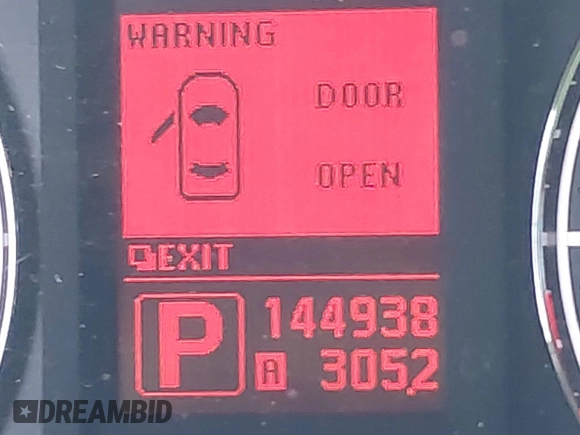 WARNING
DOOR
OPEN
EXIT
P
144938
A 305.2
DREAMBID